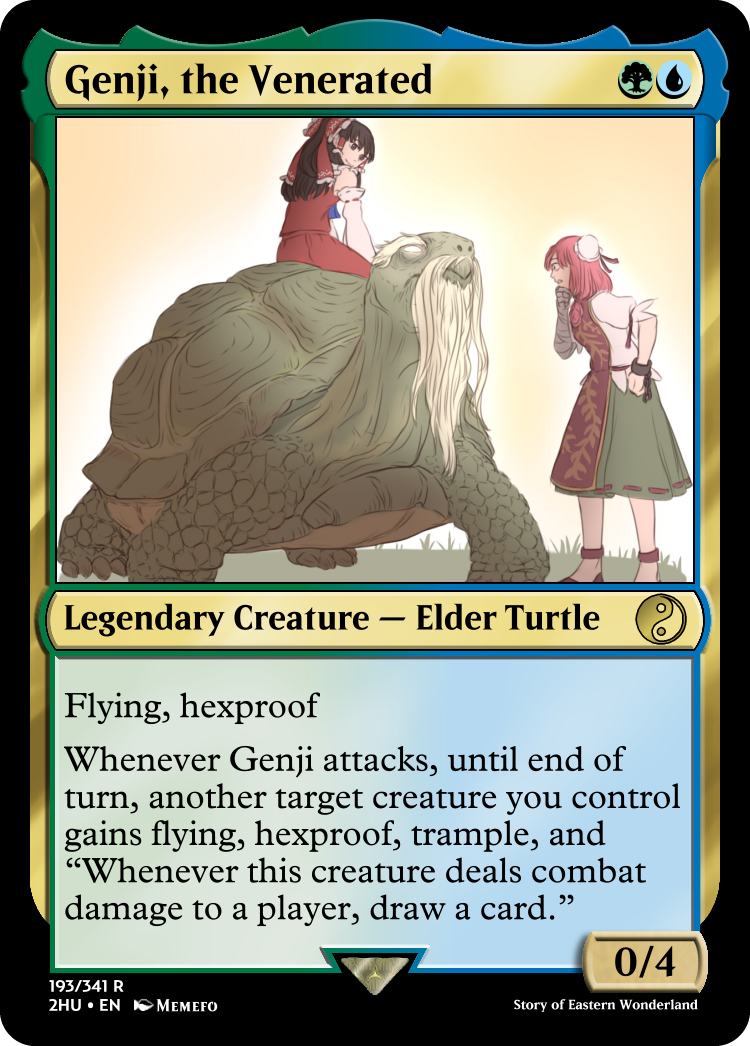 Genji, the Venerated
Legendary Creature — Elder Turtle
Flying, hexproof
Whenever Genji attacks, until end of
turn, another target creature you control
gains flying, hexproof, trample, and
“Whenever this creature deals combat
damage to a player, draw a card.”
0/4
193/341 R
2HU • EN MEMEFO
Story of Eastern Wonderland